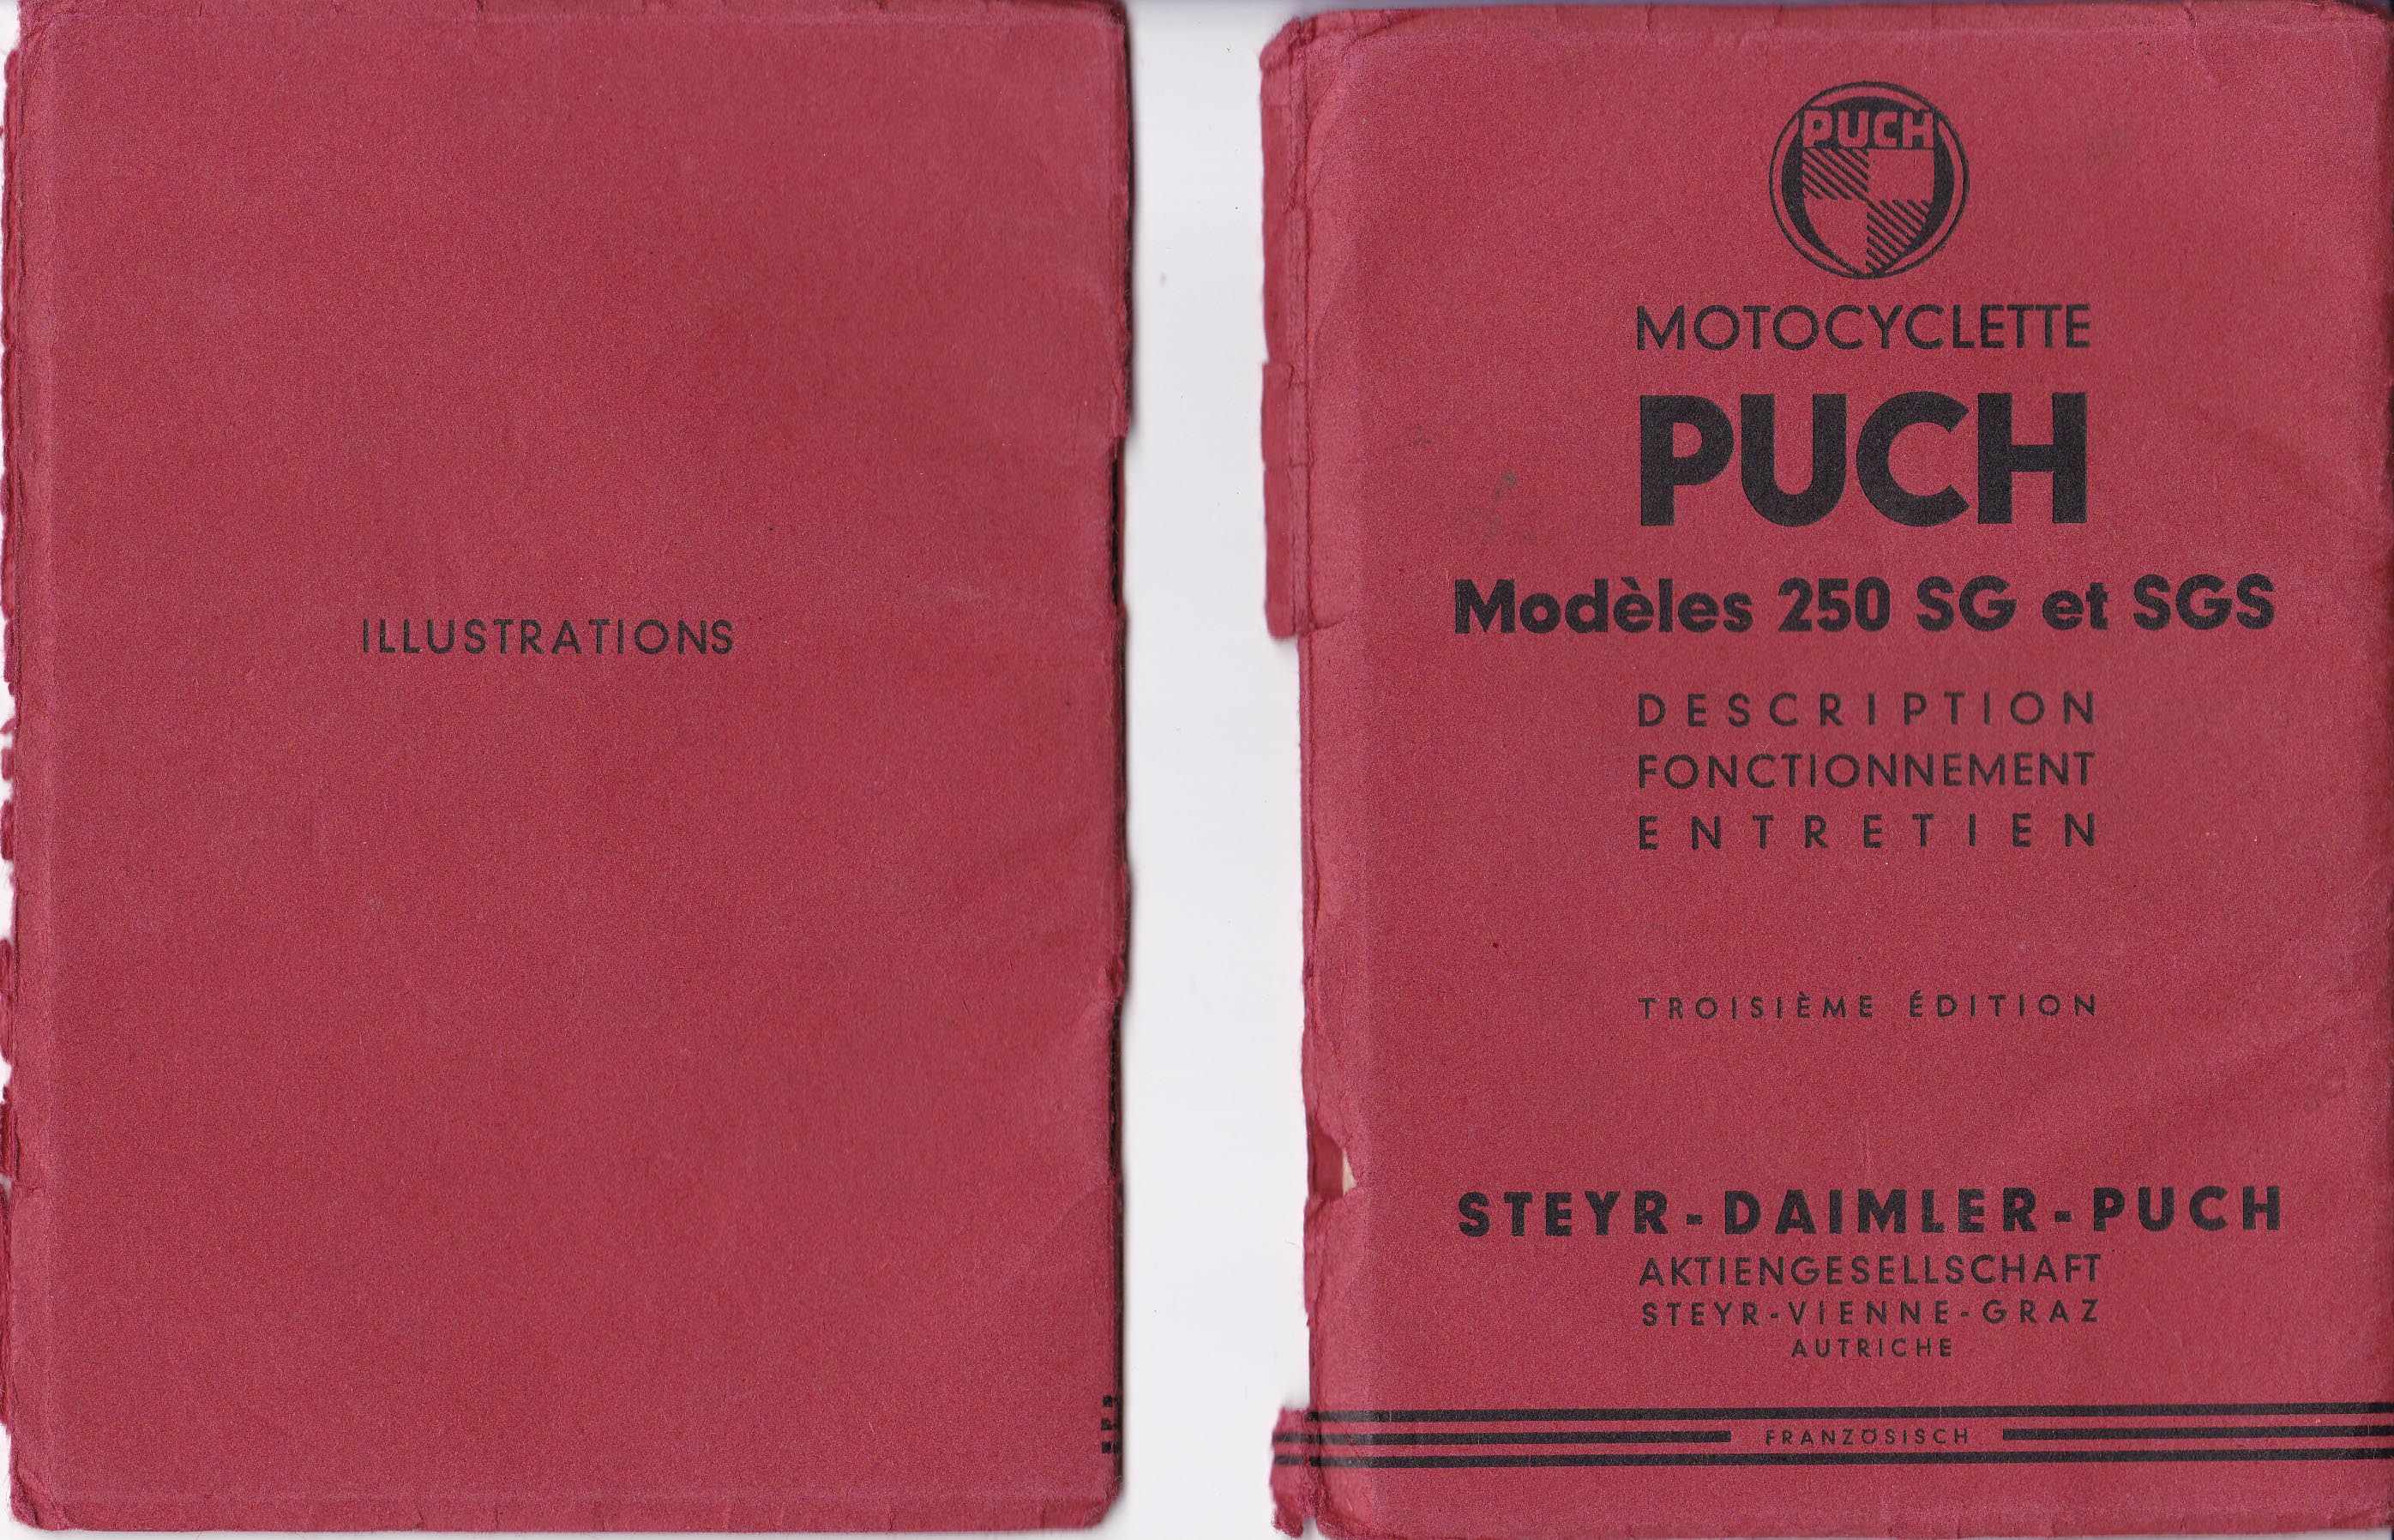 ILLUSTRATIONS
PUCH
MOTOCYCLETTE
PUCH
Modèles 250 SG et SGS
DESCRIPTION
FONCTIONNEMENT
ENTRETIEN
TROISIÈME ÉDITION
STEYR-DAIMLER-PUCH
AKTIENGESELLSCHAFT
STEYR-VIENNE-GRAZ
AUTRICHE
FRANZÖSISCH